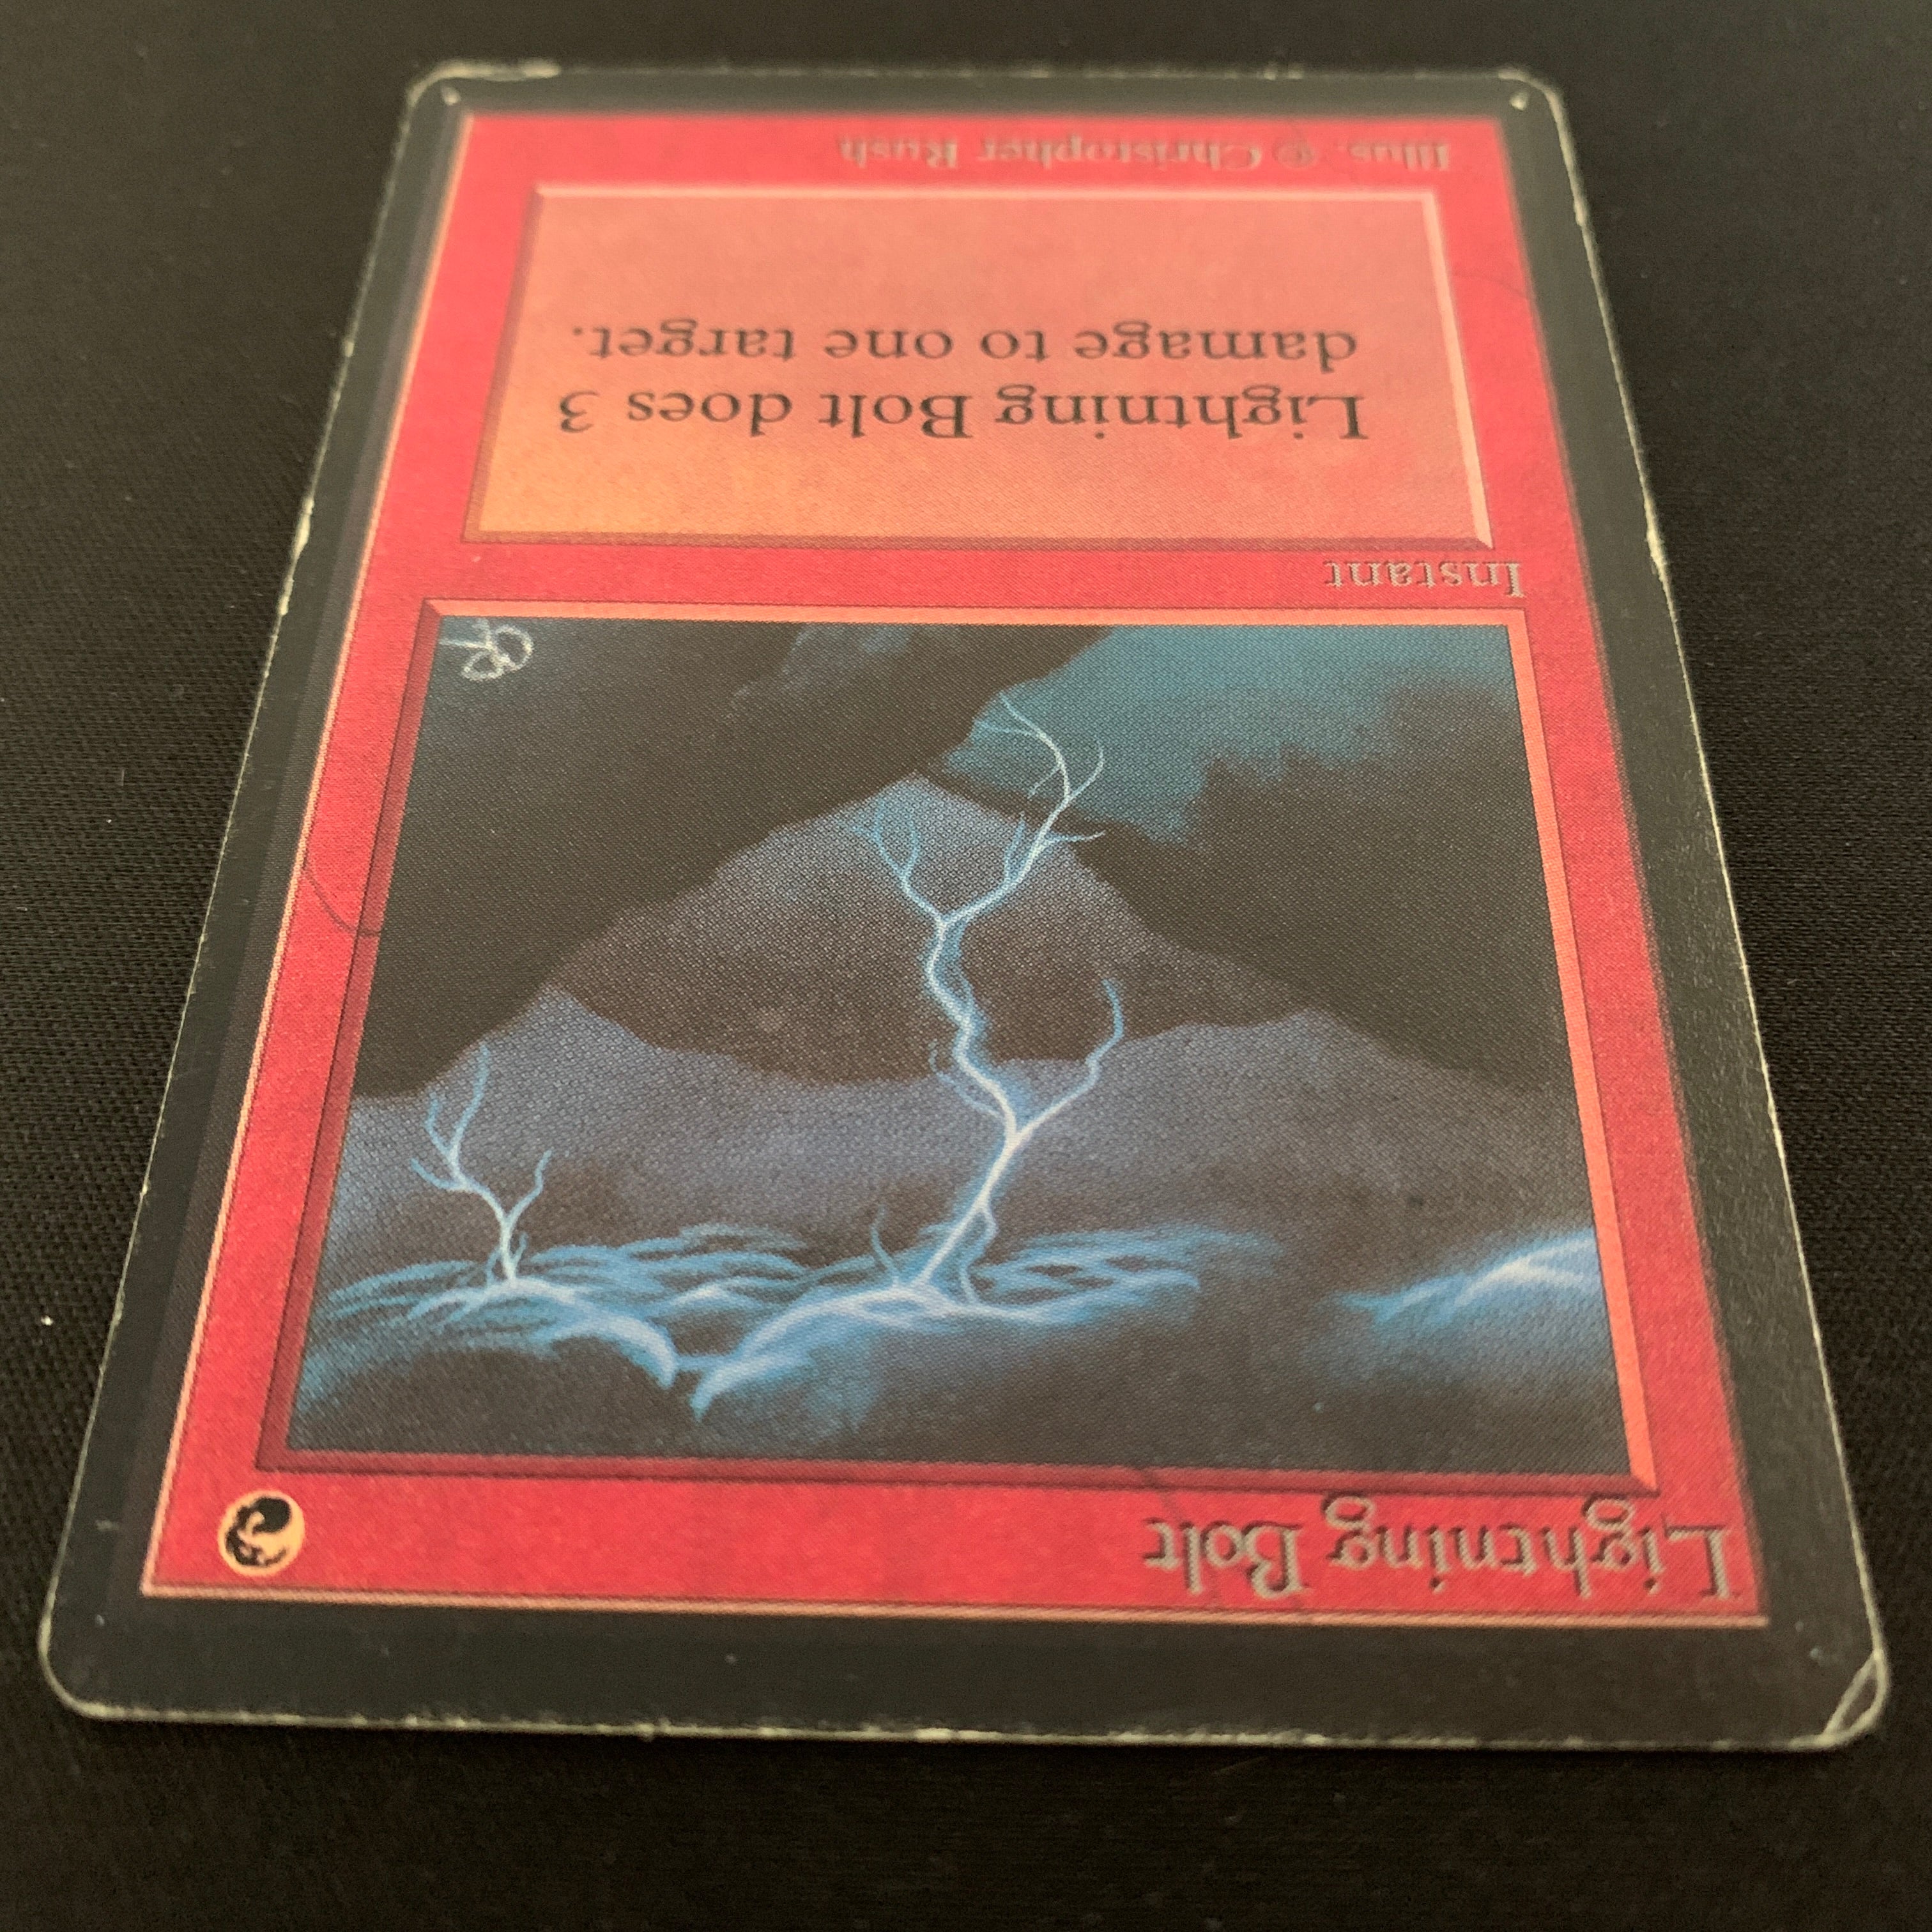 Lightning Bolt
Instant
Lightning Bolt does 3
damage to one target.
Illus. © Christopher Rush